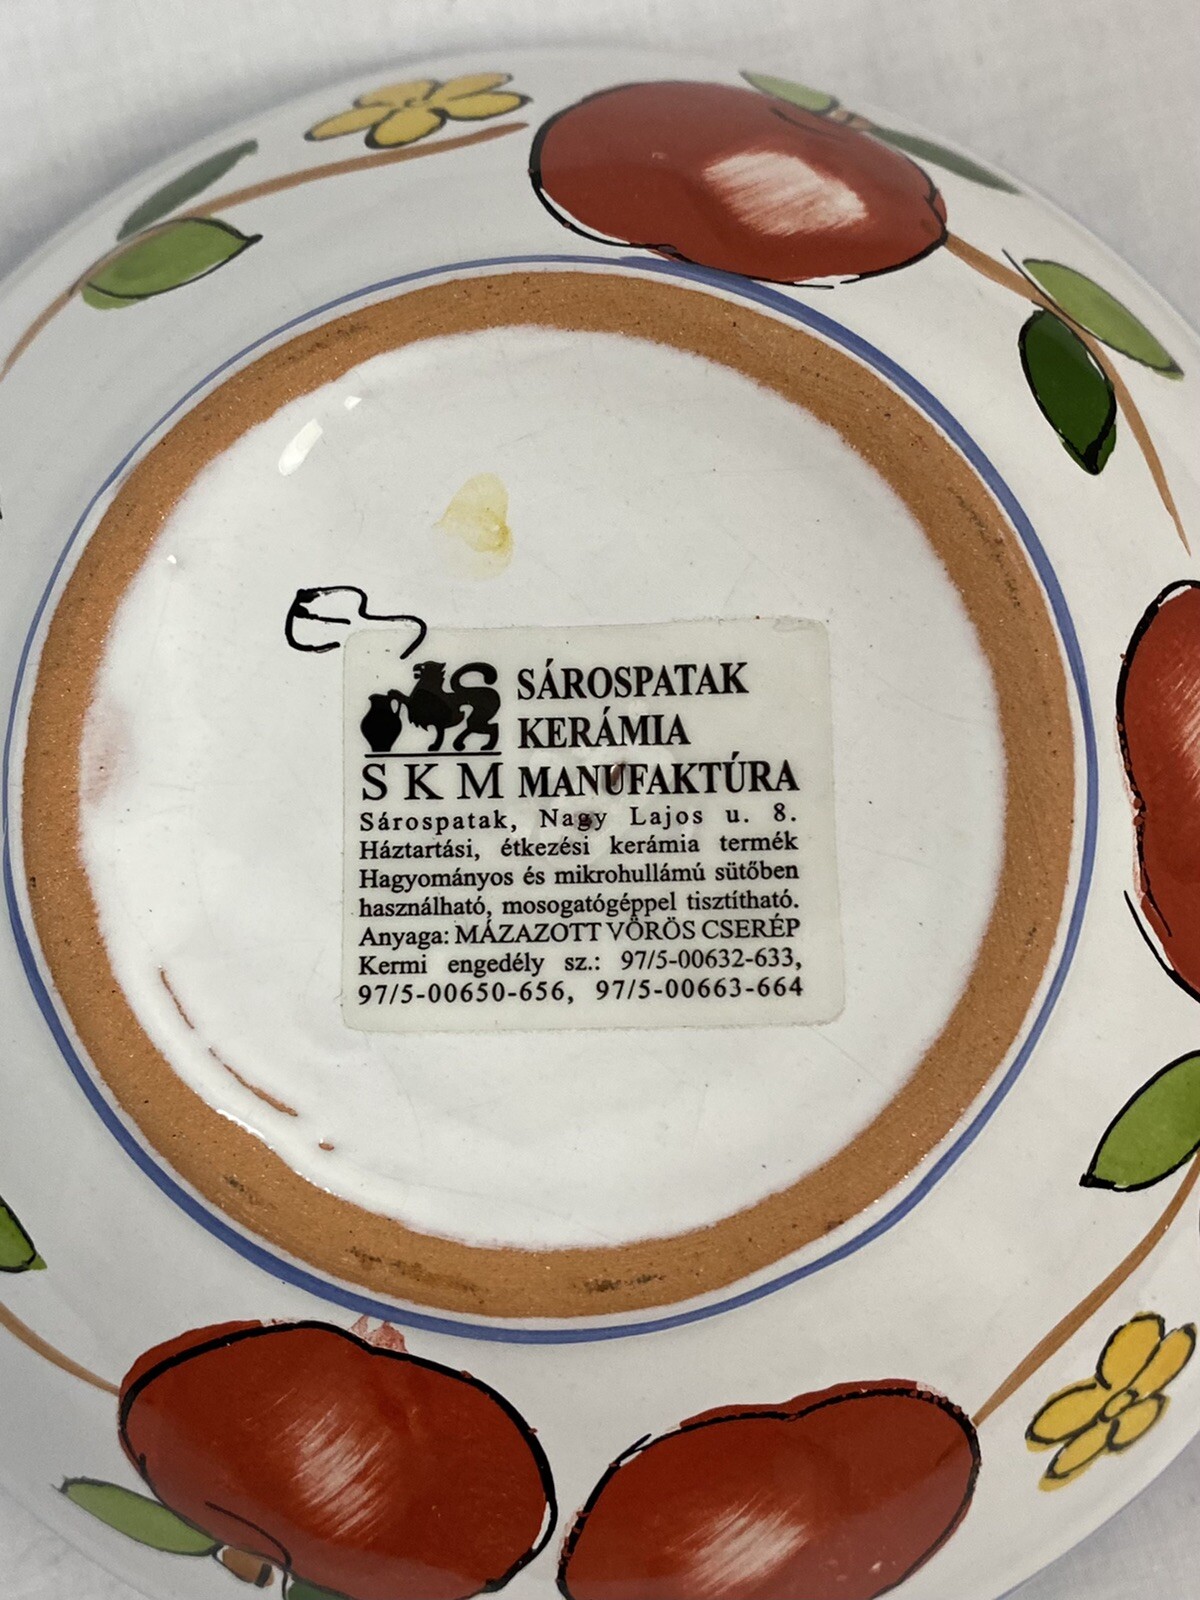 SÁROSPATAK
KERÁMIA
SKM MANUFAKTÚRA
Sárospatak, Nagy Lajos u. 8.
Háztartási, étkezési kerámia termék
Hagyományos és mikrohullámú sütőben
használható, mosogatógéppel tisztítható.
Anyaga: MÁZAZOTT VÖRÖS CSERÉP
Kermi engedély sz.: 97/5-00632-633,
97/5-00650-656, 97/5-00663-664